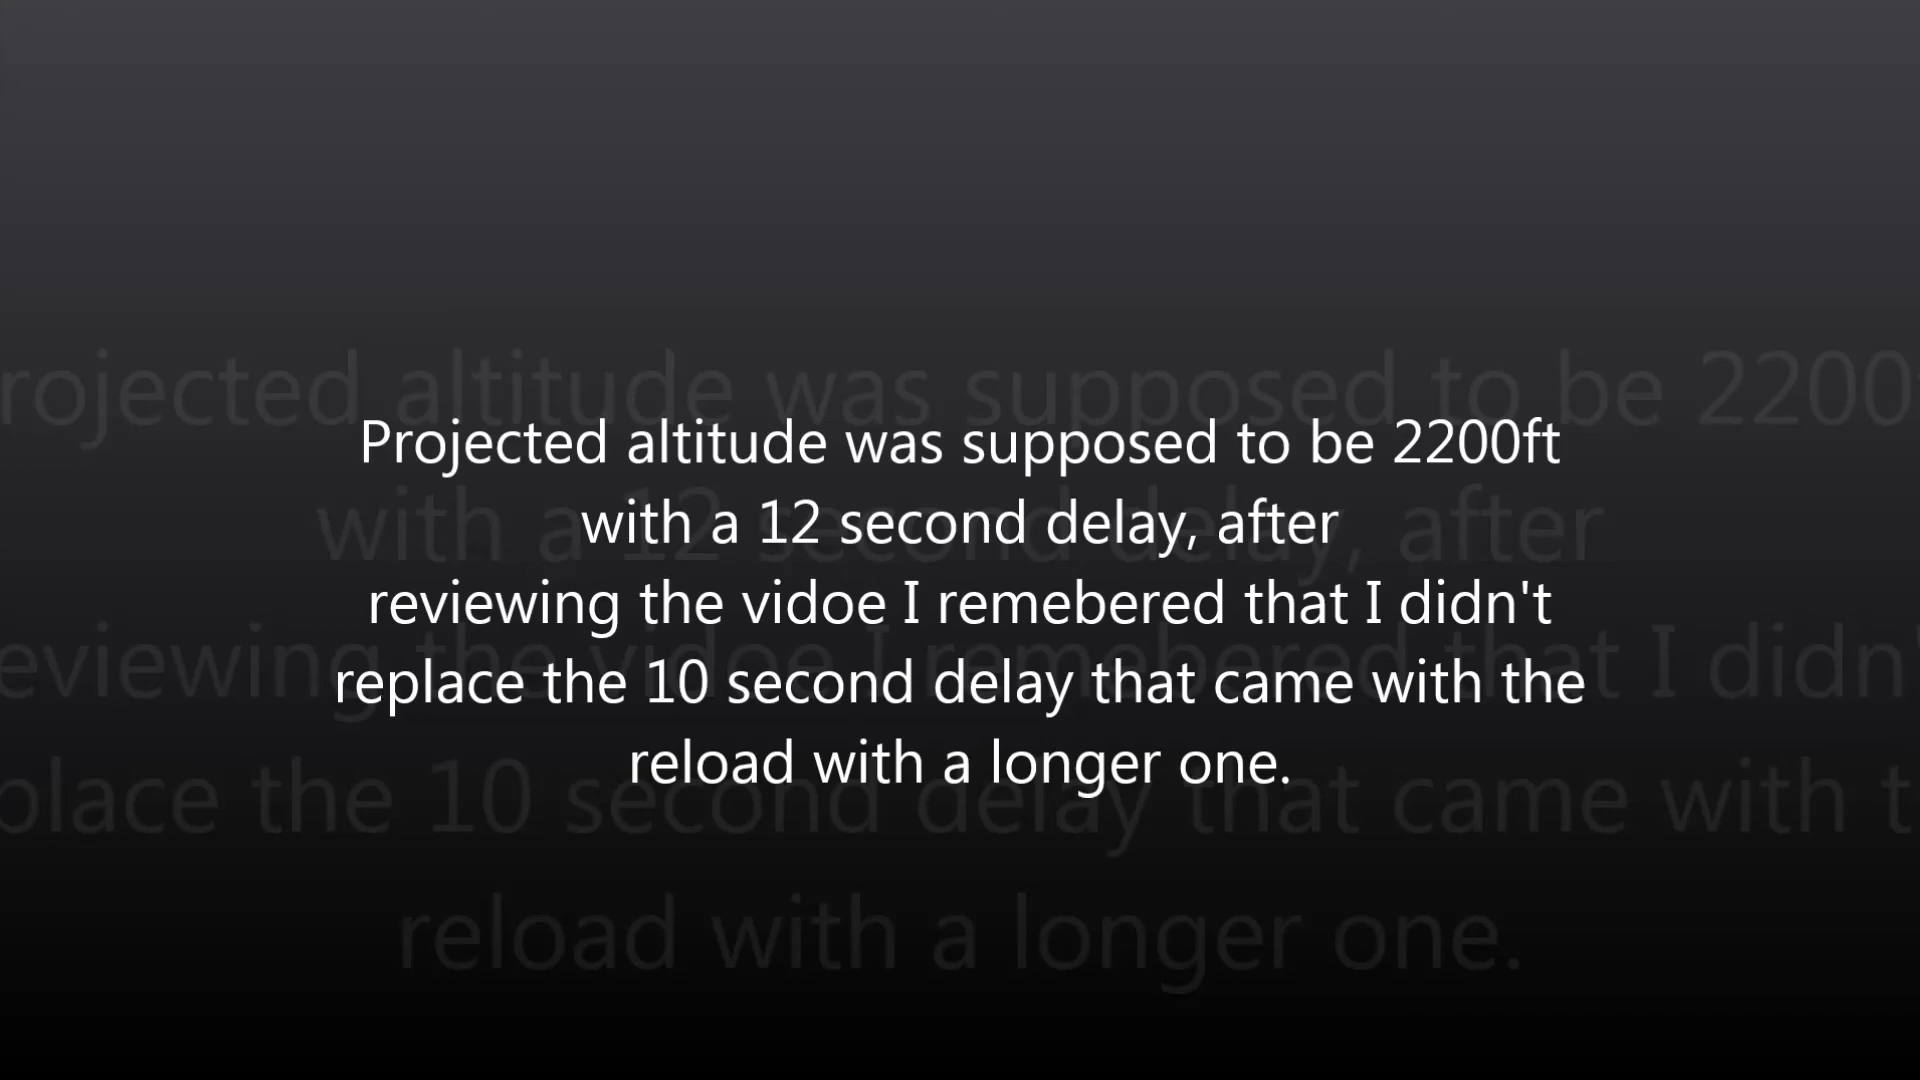 Projected altitude was supposed to be 2200ft
with a 12 second delay, after
reviewing the vidoe I remebered that I didn't
replace the 10 second delay that came with the
reload with a longer one.